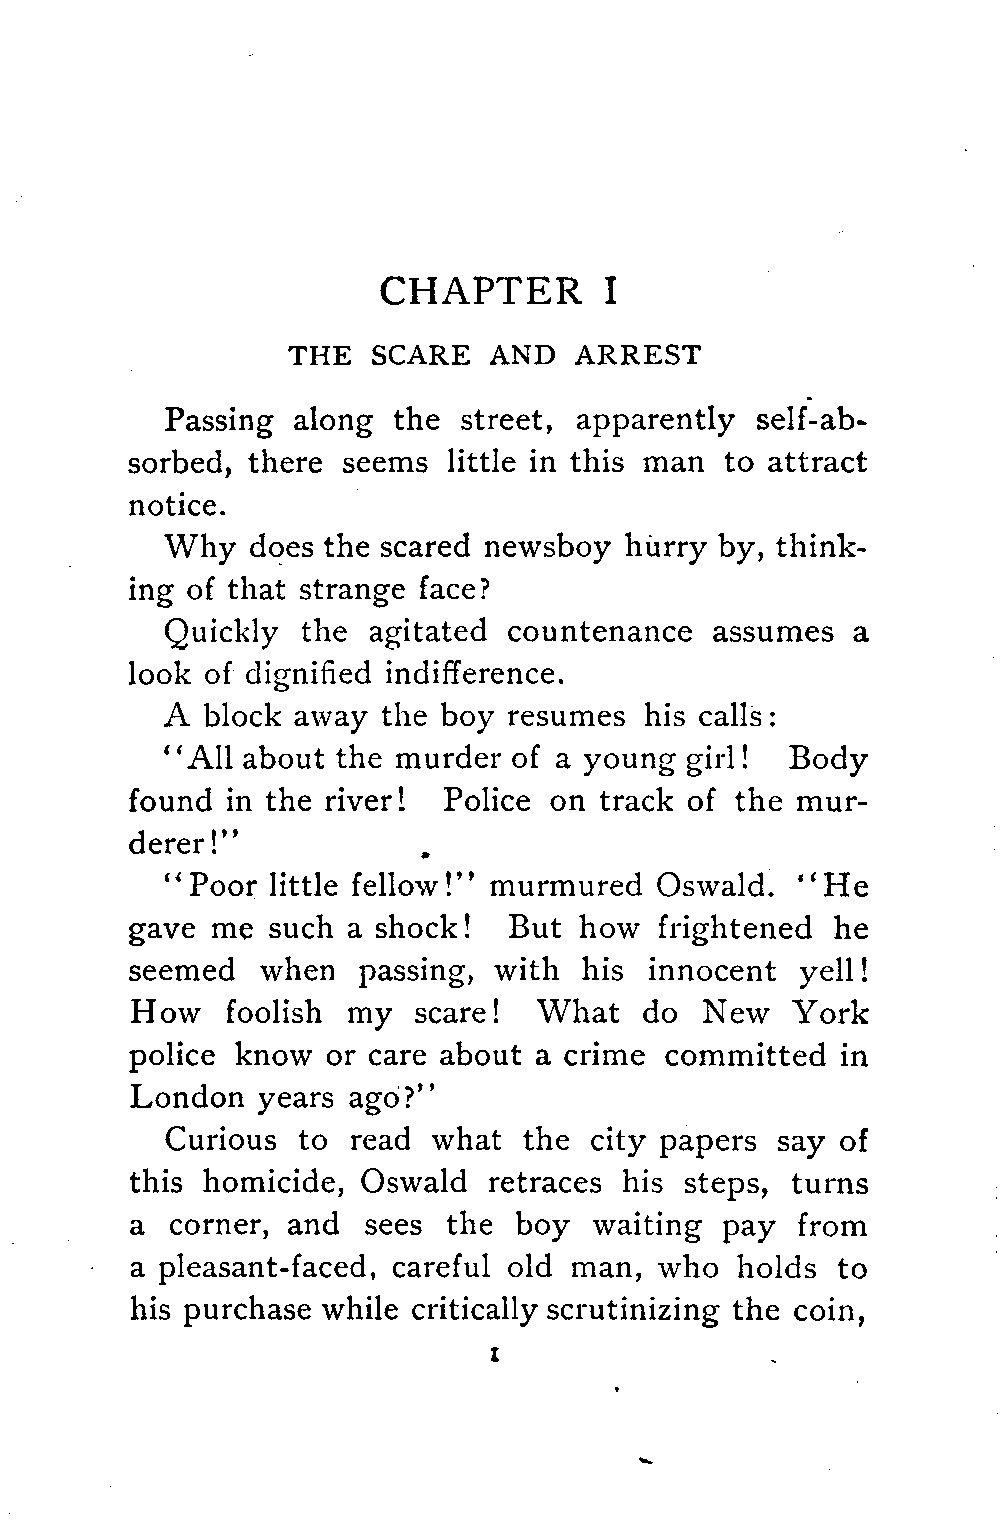 CHAPTER I
THE SCARE AND ARREST
Passing along the street, apparently self-ab-
sorbed, there seems little in this man to attract
notice.
Why does the scared newsboy hurry by, think-
ing of that strange face?
Quickly the agitated countenance assumes a
look of dignified indifference.
A block away the boy resumes his calls:
"All about the murder of a young girl! Body
found in the river! Police on track of the mur-
derer!"
"Poor little fellow!" murmured Oswald. "He
gave me such a shock! But how frightened he
seemed when passing, with his innocent yell!
How foolish my scare! What do New York
police know or care about a crime committed in
London years ago?"
Curious to read what the city papers say of
this homicide, Oswald retraces his steps, turns
a corner, and sees the boy waiting pay from
a pleasant-faced, careful old man, who holds to
his purchase while critically scrutinizing the coin,
1